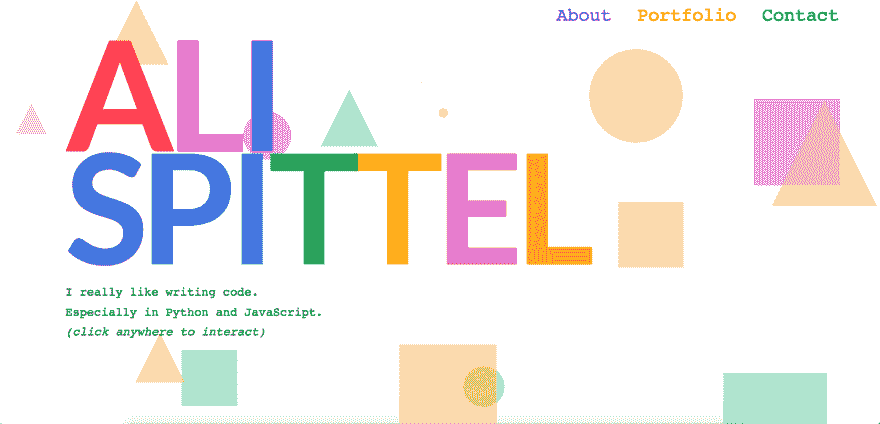 About Portfolio Contact
ALI
SPITTEL
I really like writing code.
Especially in Python and JavaScript.
(click anywhere to interact)